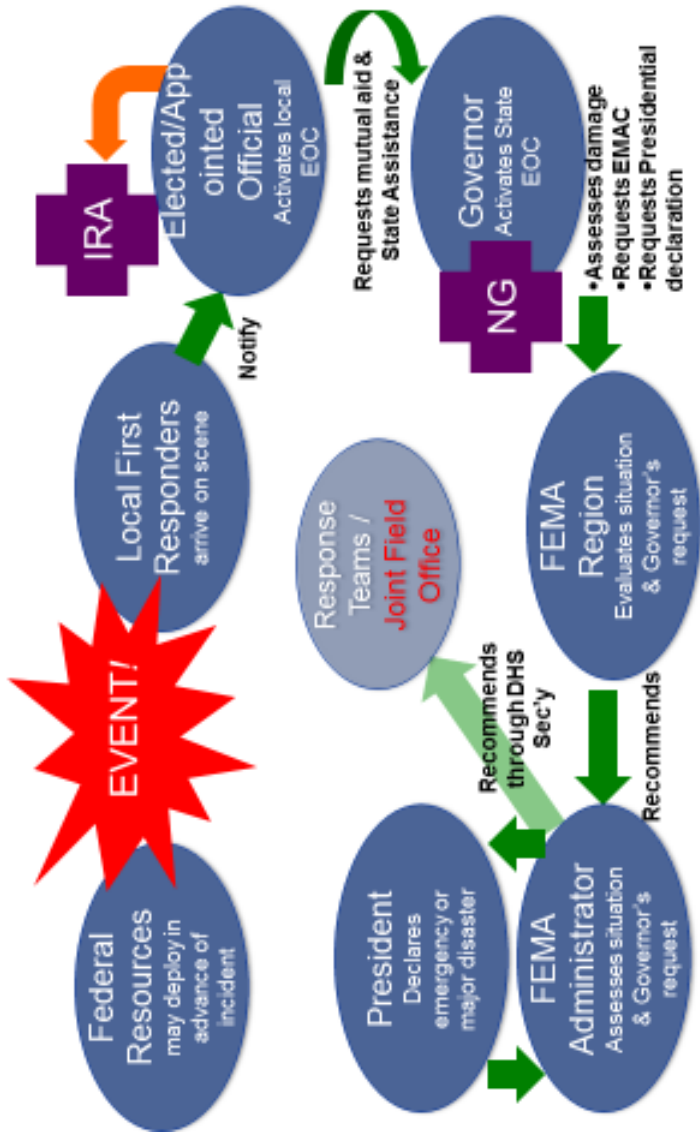 Federal
Resources
may deploy in
advance of
incident
EVENT!
Local First
Responders
arrive on scene
Notify
Elected/App
ointed
Official
Activates local
EOC
IRA
Requests mutual aid &
State Assistance
Governor
Activates State
EOC
NG
•Assesses damage
•Requests EMAC
•Requests Presidential
declaration
FEMA
Region
Evaluates situation
& Governor's
request
Recommends
FEMA
Administrator
Assesses situation
& Governor's
request
Recommends
through DHS
Sec'y
President
Declares
emergency or
major disaster
Response
Teams /
Joint Field
Office